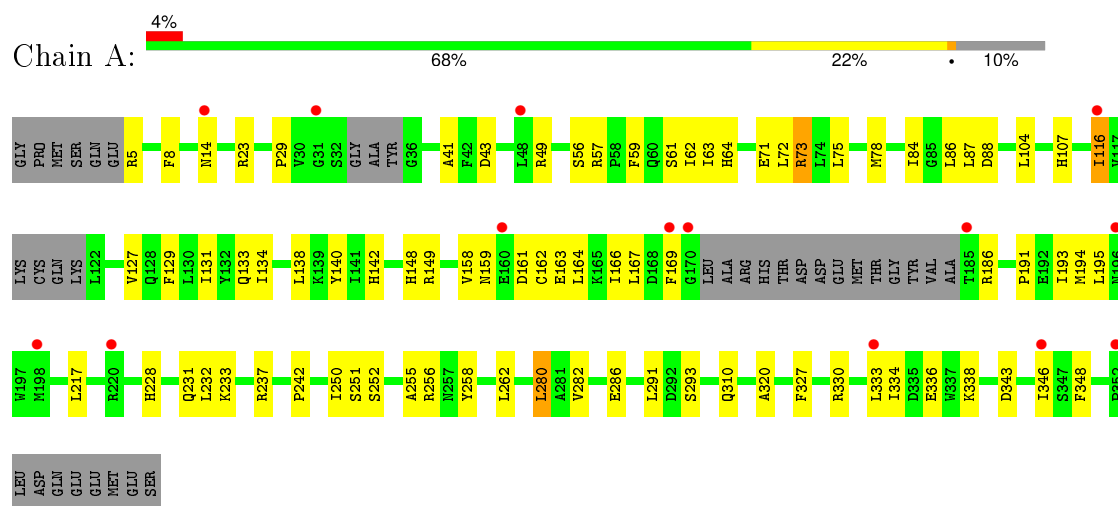 4%
Chain A:
68% 22% • 10%
GLY PRO MET SER GLN GLU R5 F8 N14 R23 P29 V30 G31 S32 GLY ALA TYR G36 A41 F42 D43 L48 R49 S56 R57 P58 F59 Q60 S61 I62 I63 H64 E71 L72 R73 L74 L75 M78 I84 G85 L86 L87 D88 L104 H107 I116 V117
LYS CYS GLN LYS L122 V127 Q128 F129 L130 I131 Y132 Q133 I134 L138 K139 Y140 I141 H142 H148 R149 V158 N159 E160 D161 C162 E163 L164 K165 I166 L167 D168 F169 G170 LEU ALA ARG HIS THR ASP ASP GLU MET THR GLY TYR VAL ALA T185 R186 P191 E192 I193 M194 L195 N196
W197 M198 L217 R220 H228 Q231 L232 K233 R237 P242 I250 S251 S252 A255 R256 N257 Y258 L262 L280 A281 V282 E286 L291 D292 S293 Q310 A320 F327 R330 L333 I334 D335 E336 W337 K338 D343 I346 S347 F348 P352
LEU ASP GLN GLU GLU MET GLU SER